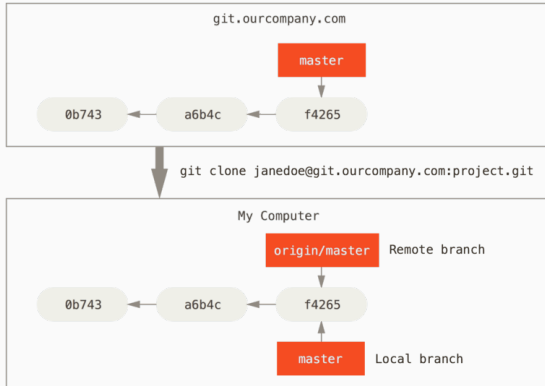 git.ourcompany.com
master
0b743 a6b4c f4265
git clone janedoe@git.ourcompany.com:project.git
My Computer
origin/master Remote branch
0b743 a6b4c f4265
master Local branch